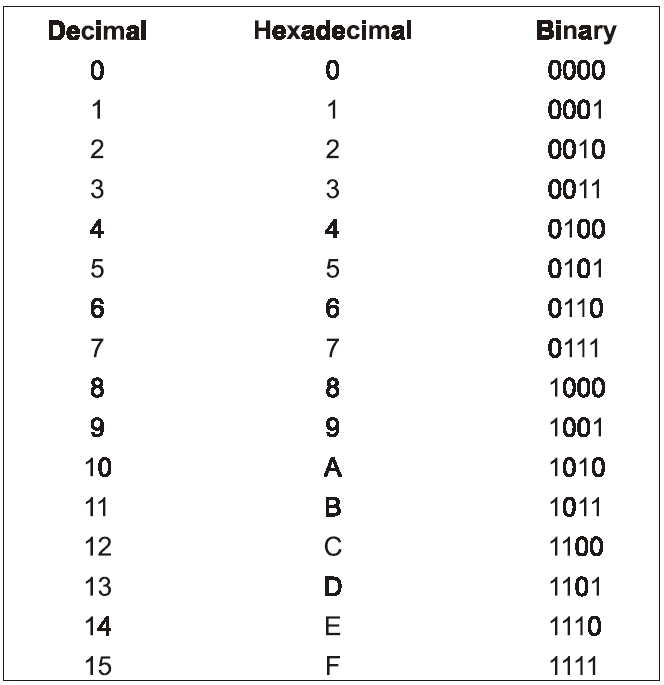 Decimal Hexadecimal Binary
0 0 0000
1 1 0001
2 2 0010
3 3 0011
4 4 0100
5 5 0101
6 6 0110
7 7 0111
8 8 1000
9 9 1001
10 A 1010
11 B 1011
12 C 1100
13 D 1101
14 E 1110
15 F 1111